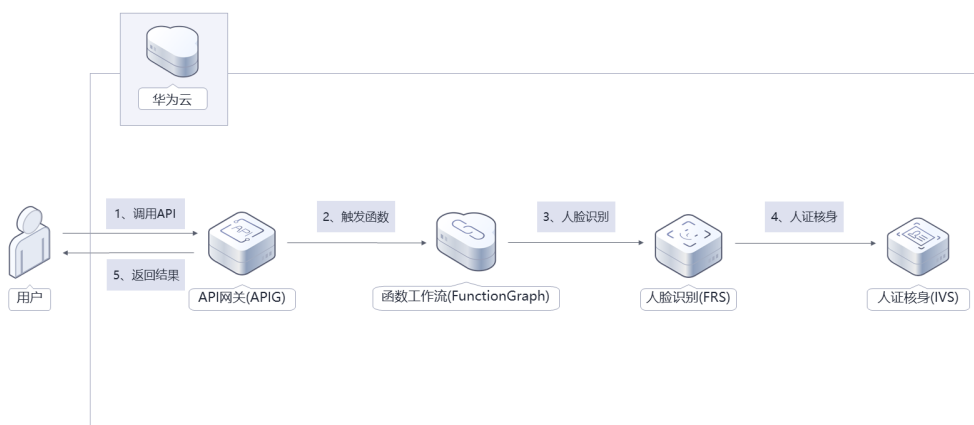 华为云
1、调用API
2、触发函数
3、人脸识别
4、人证核身
API
5、返回结果
用户
API网关(APIG)
函数工作流(FunctionGraph)
人脸识别(FRS)
人证核身(IVS)